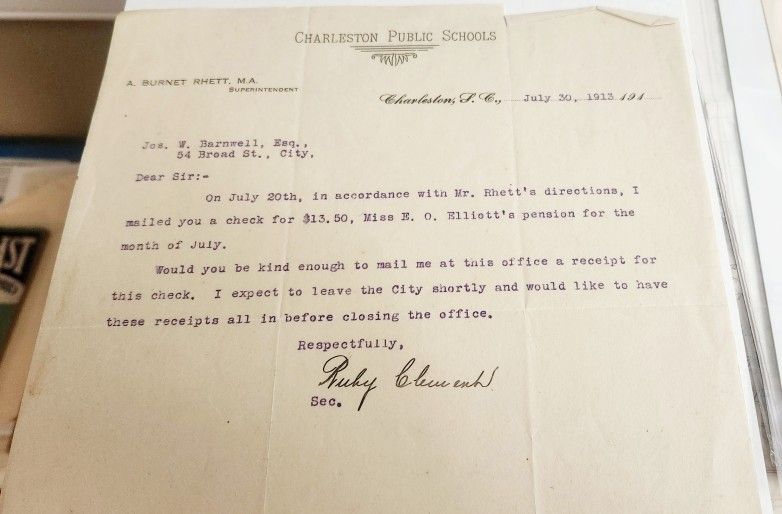 CHARLESTON PUBLIC SCHOOLS
A. BURNET RHETT, M.A.
SUPERINTENDENT
Charleston, S. C., July 30, 1913 191
Jos. W. Barnwell, Esq.,
54 Broad St., City,
Dear Sir:-
On July 20th, in accordance with Mr. Rhett's directions, I
mailed you a check for $13.50, Miss E. O. Elliott's pension for the
month of July.
Would you be kind enough to mail me at this office a receipt for
this check. I expect to leave the City shortly and would like to have
these receipts all in before closing the office.
Respectfully,
Ruby Clement
Sec.